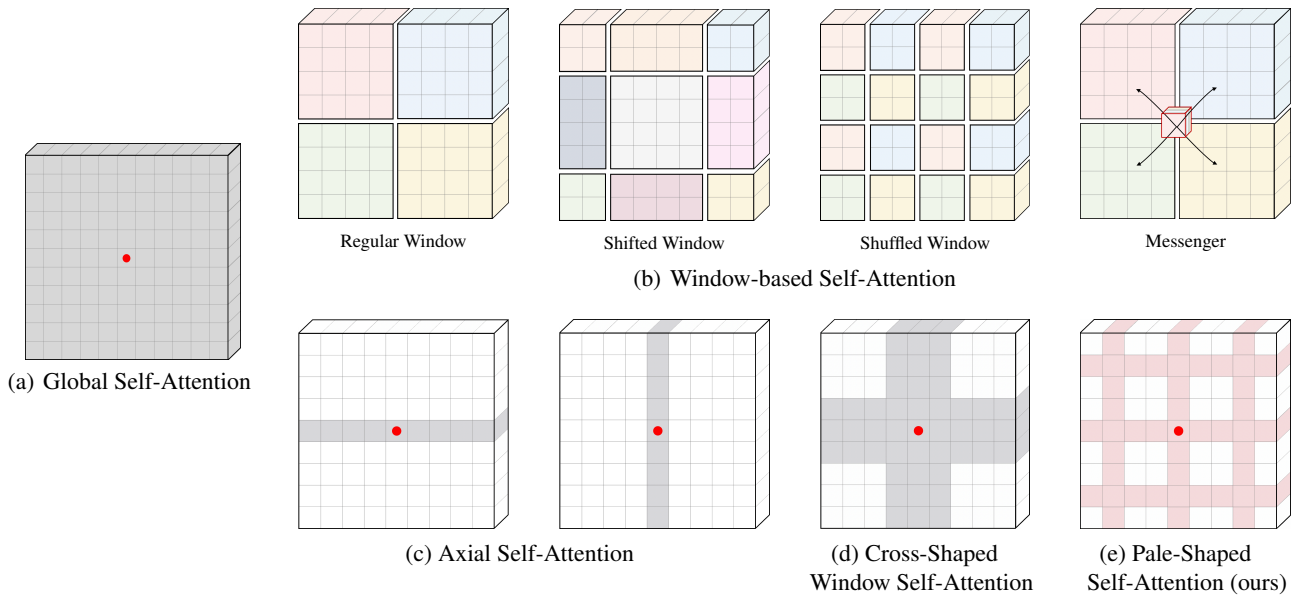 Regular Window
Shifted Window
Shuffled Window
Messenger
(b) Window-based Self-Attention
(a) Global Self-Attention
(c) Axial Self-Attention
(d) Cross-Shaped
Window Self-Attention
(e) Pale-Shaped
Self-Attention (ours)